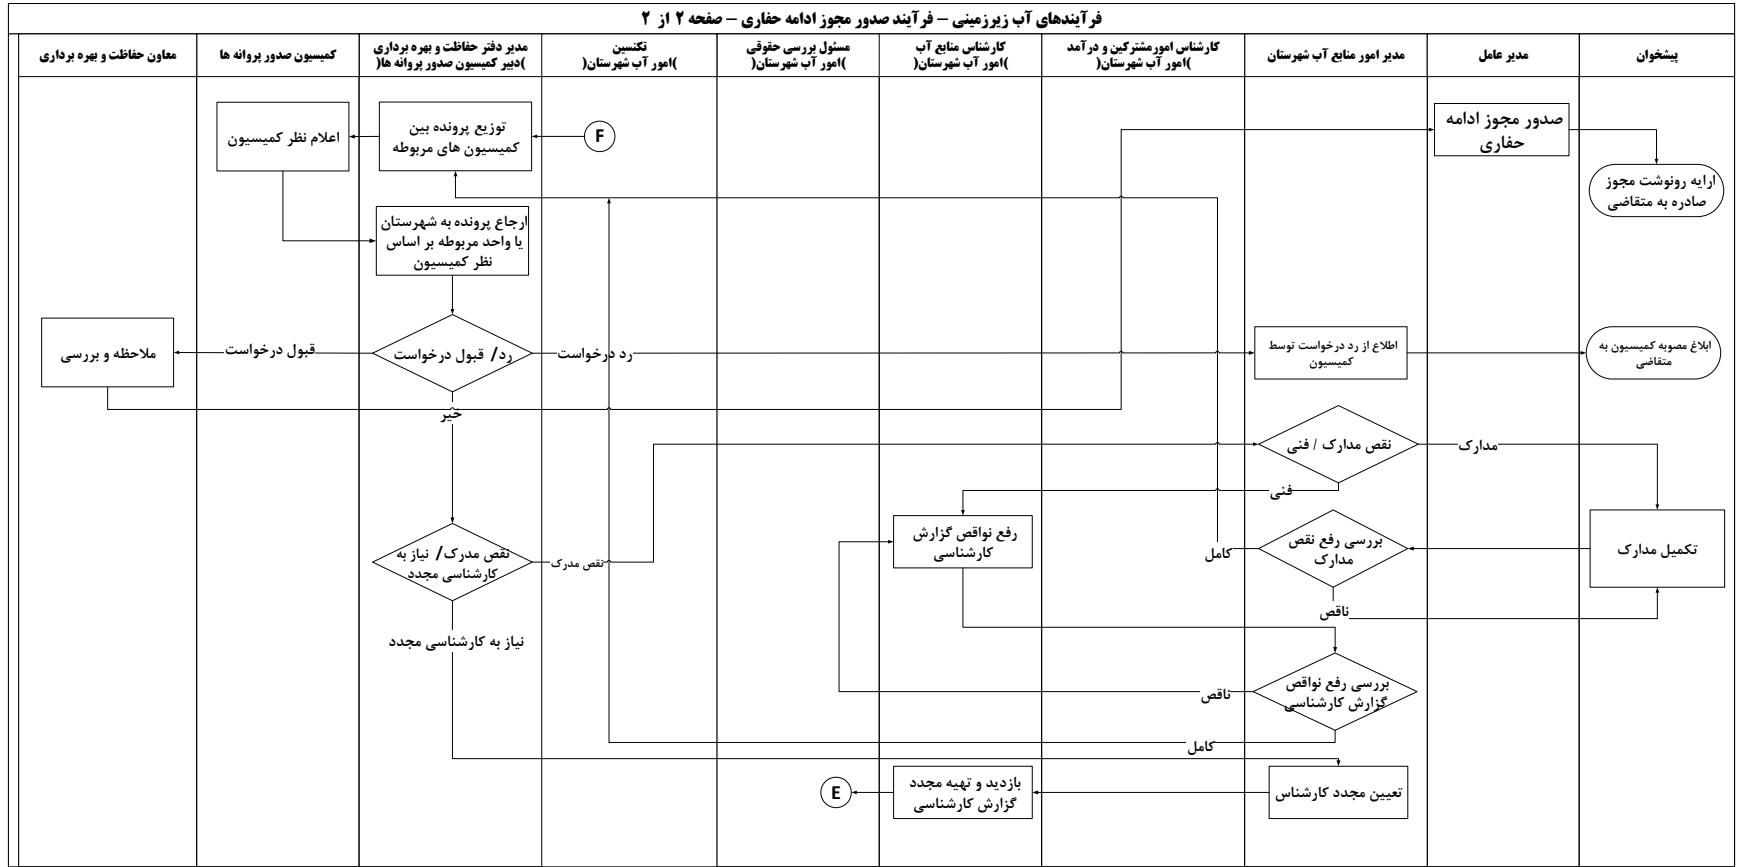 فرآیندهای آب زیرزمینی – فرآیند صدور مجوز ادامه حفاری – صفحه ۲ از ۲
پیشخوان
مدیر عامل
مدیر امور منابع آب شهرستان
کارشناس امورمشترکین و درآمد
)امور آب شهرستان(
کارشناس منابع آب
)امور آب شهرستان(
مسئول بررسی حقوقی
)امور آب شهرستان(
تکنسین
)امور آب شهرستان(
مدیر دفتر حفاظت و بهره برداری
)دبیر کمیسیون صدور پروانه ها(
کمیسیون صدور پروانه ها
معاون حفاظت و بهره برداری
صدور مجوز ادامه
حفاری
F
توزیع پرونده بین
کمیسیون های مربوطه
اعلام نظر کمیسیون
ارایه رونوشت مجوز
صادره به متقاضی
ارجاع پرونده به شهرستان
یا واحد مربوطه بر اساس
نظر کمیسیون
ابلاغ مصوبه کمیسیون به
متقاضی
اطلاع از رد درخواست توسط
کمیسیون
رد درخواست
رد/ قبول درخواست
قبول درخواست
ملاحظه و بررسی
خیر
مدارک
نقص مدارک / فنی
فنی
تکمیل مدارک
بررسی رفع نقص
مدارک
کامل
رفع نواقص گزارش
کارشناسی
نقص مدرک
نقص مدرک/ نیاز به
کارشناسی مجدد
ناقص
نیاز به کارشناسی مجدد
بررسی رفع نواقص
گزارش کارشناسی
ناقص
کامل
تعیین مجدد کارشناس
بازدید و تهیه مجدد
گزارش کارشناسی
E